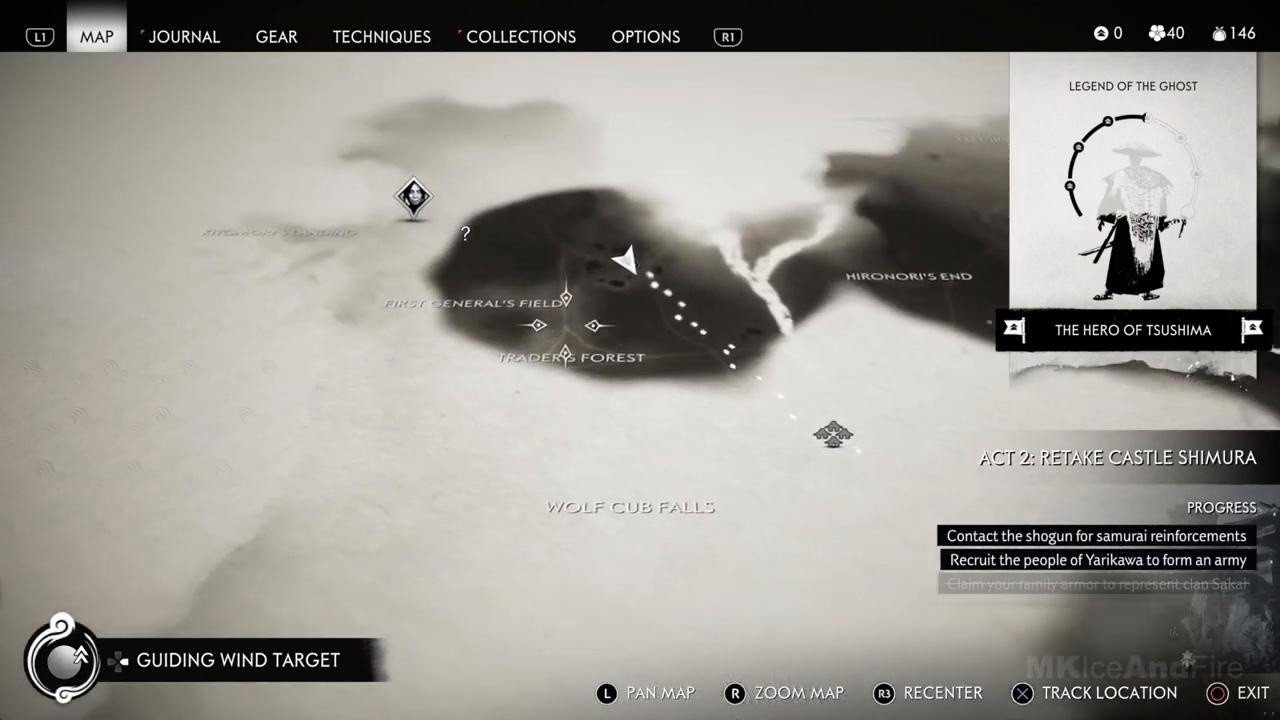 L1 MAP JOURNAL GEAR TECHNIQUES COLLECTIONS OPTIONS R1 0 40 146
LEGEND OF THE GHOST
?
HIRONORI'S END
FIRST GENERAL'S FIELD
THE HERO OF TSUSHIMA
TRADER'S FOREST
ACT 2: RETAKE CASTLE SHIMURA
WOLF CUB FALLS
PROGRESS
Contact the shogun for samurai reinforcements
Recruit the people of Yarikawa to form an army
Claim your family armor to represent clan Sakai
GUIDING WIND TARGET
MKIceAndFire
L PAN MAP R ZOOM MAP R3 RECENTER TRACK LOCATION EXIT